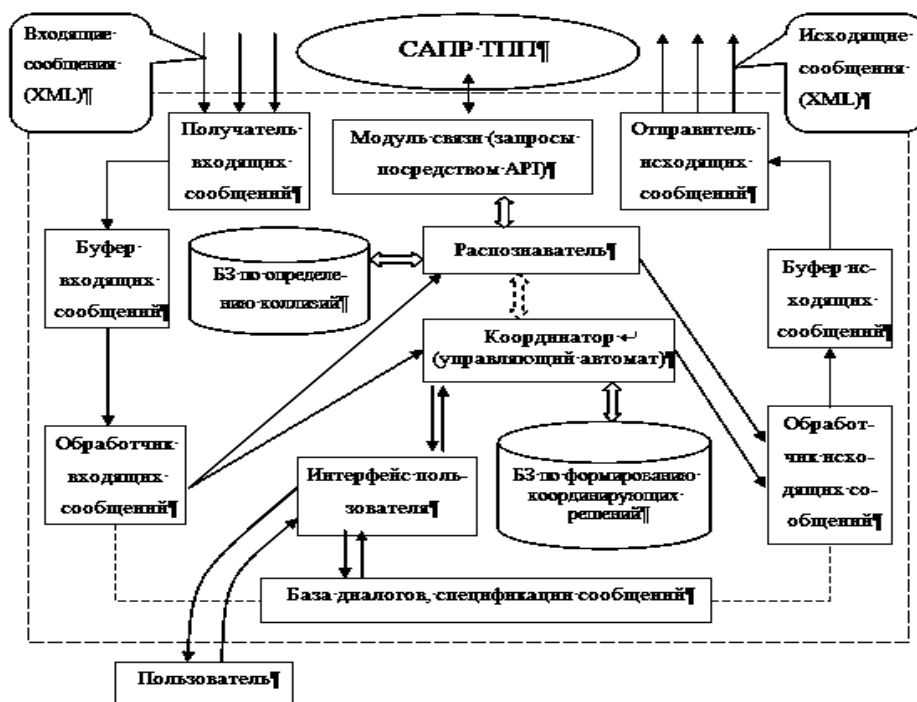 Входящие·
сообщения·
(XML)¶
САПР·ТПП¶
Исходящие·
сообщения·
(XML)¶
Получатель·
входящих·
сообщений¶
Модуль·связи·(запросы·
посредством·API)¶
Отправитель·
исходящих·
сообщений¶
Буфер·
входящих·
сообщений¶
БЗ·по·определе-
нию·коллизий¶
Распознаватель¶
Буфер·ис-
ходящих·
сообщений¶
Координатор·↵
(управляющий·автомат)¶
Обработчик·
входящих·
сообщений¶
Интерфейс·поль-
зователя¶
БЗ·по·формированию·
координирующих·
решений¶
Обработ-
чик·исхо-
дящих·со-
общений¶
База·диалогов,·спецификации·сообщений¶
Пользователь¶